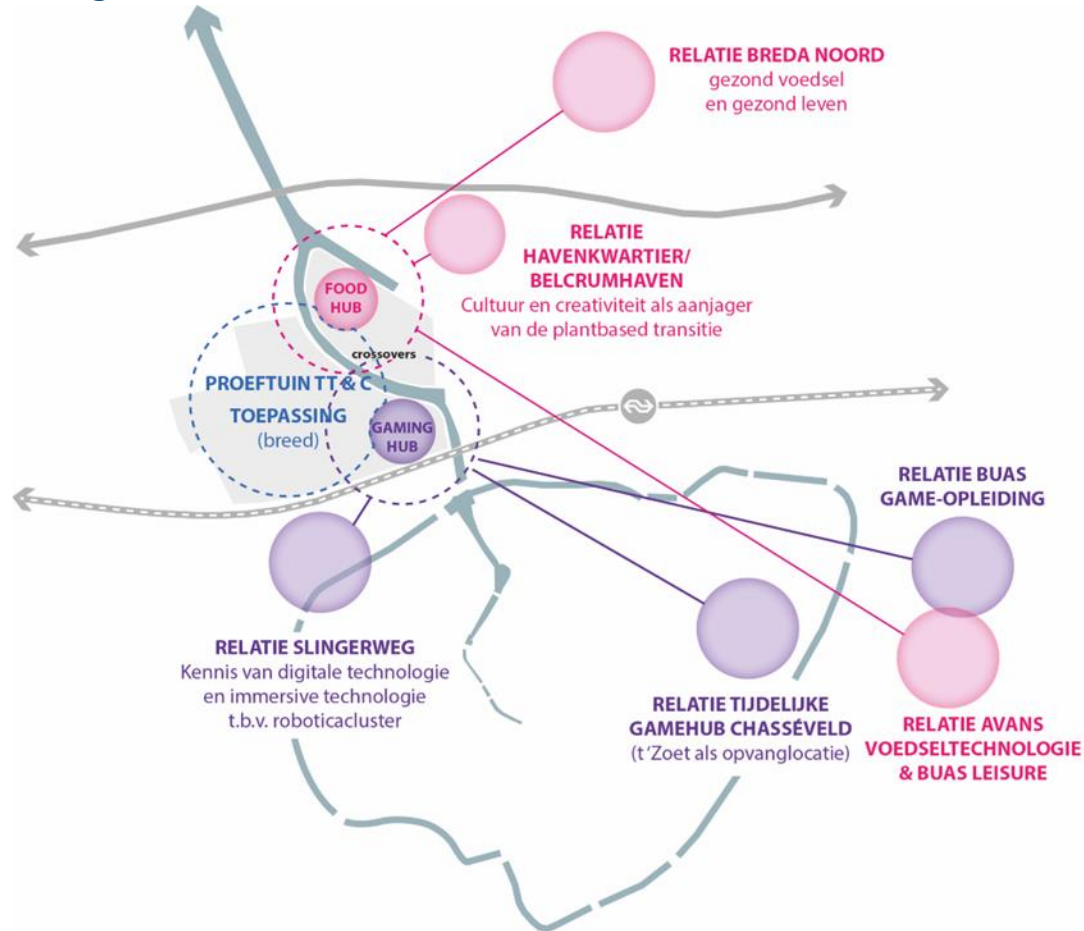 RELATIE BREDA NOORD
gezond voedsel
en gezond leven
RELATIE
HAVENKWARTIER/
BELCRUMHAVEN
Cultuur en creativiteit als aanjager
van de plantbased transitie
FOOD
HUB
crossovers
PROEFTUIN TT & C
TOEPASSING
(breed)
GAMING
HUB
RELATIE BUAS
GAME-OPLEIDING
RELATIE SLINGERWEG
Kennis van digitale technologie
en immersive technologie
t.b.v. roboticacluster
RELATIE TIJDELIJKE
GAMEHUB CHASSÉVELD
(t ‘Zoet als opvanglocatie)
RELATIE AVANS
VOEDSELTECHNOLOGIE
& BUAS LEISURE